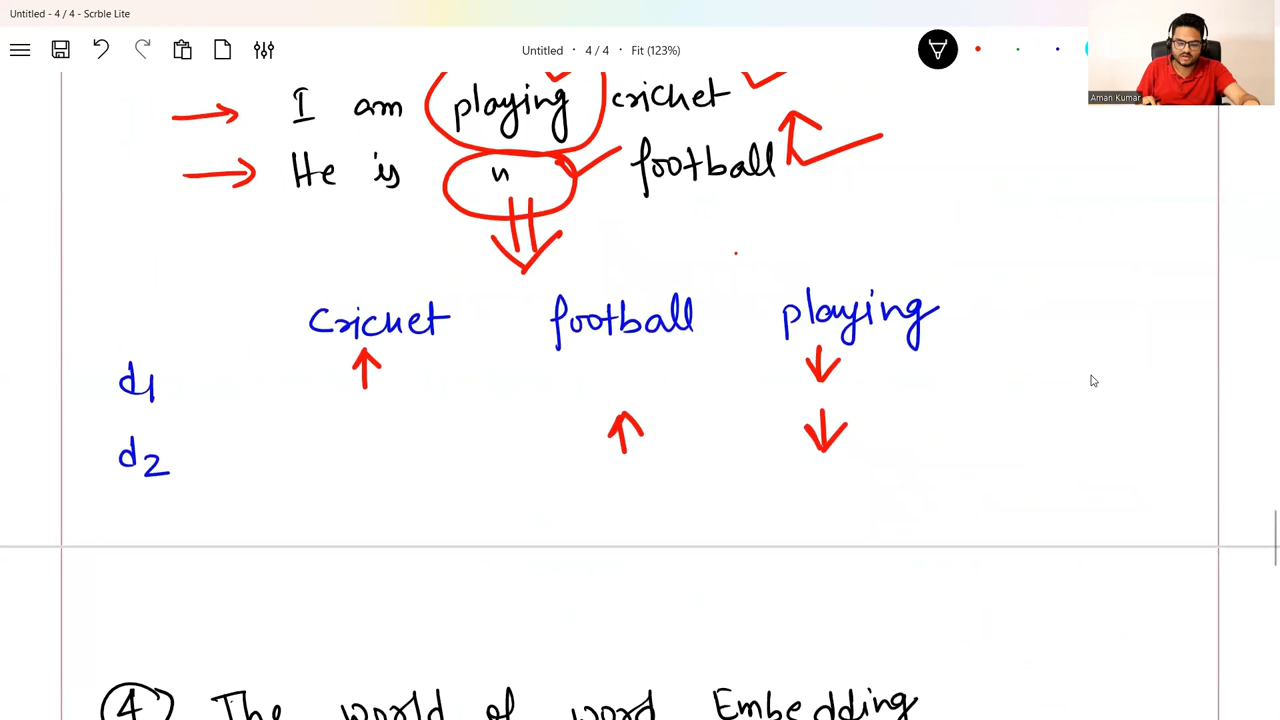 Untitled - 4 / 4 - Scrble Lite
Untitled • 4 / 4 • Fit (123%)
Aman Kumar
I am playing cricket
He is " football
cricket football playing
d1
d2
4 The world of word Embedding